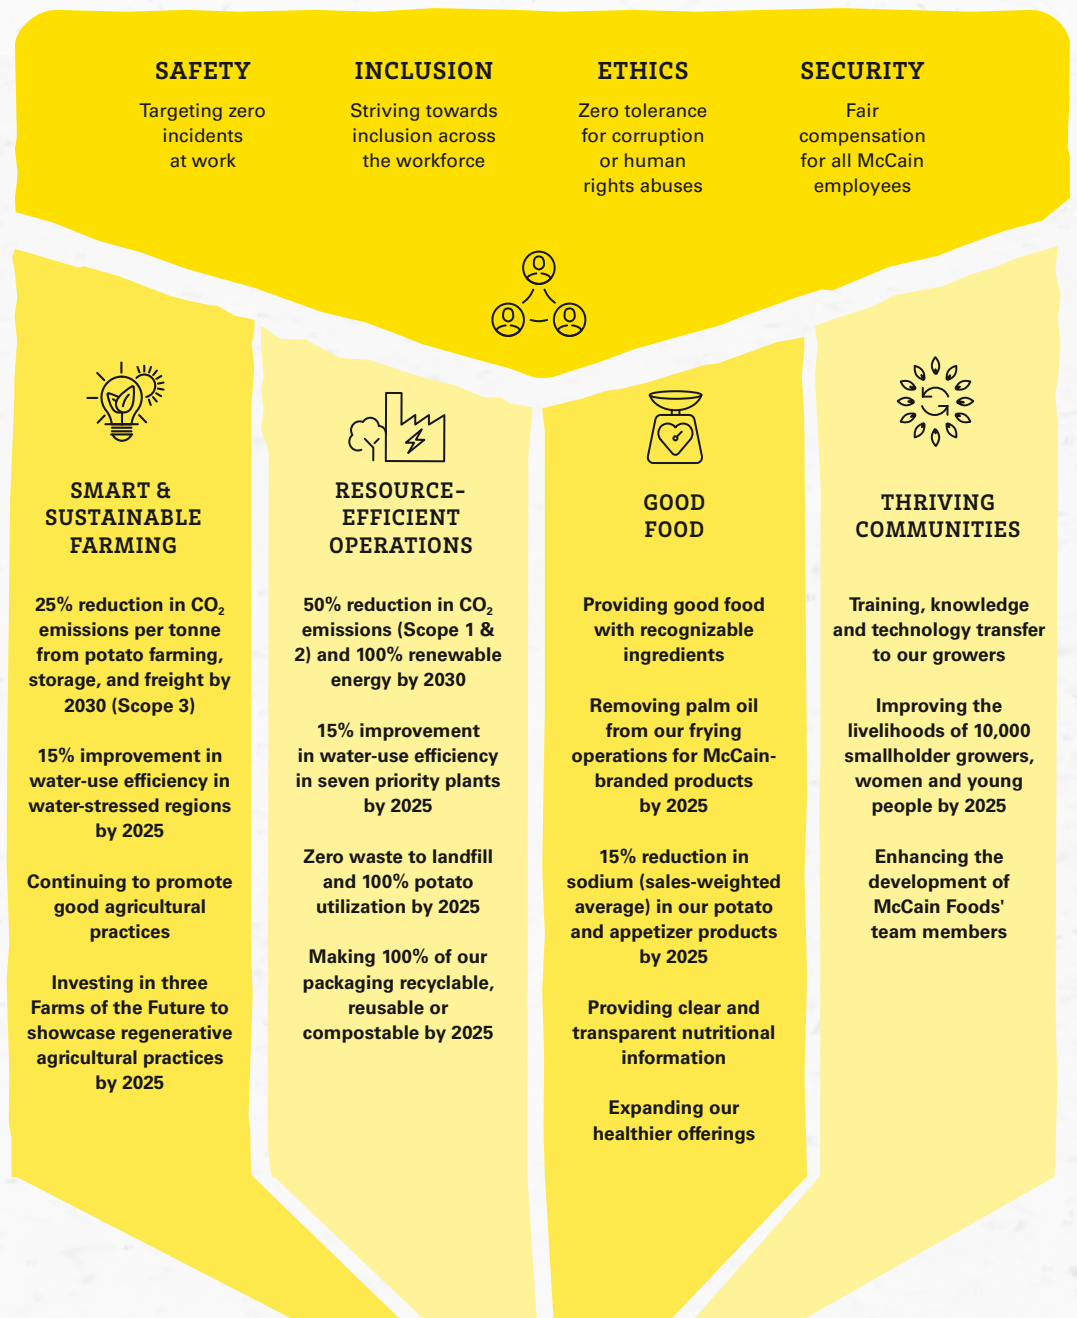 SAFETY
Targeting zero
incidents
at work
INCLUSION
Striving towards
inclusion across
the workforce
ETHICS
Zero tolerance
for corruption
or human
rights abuses
SECURITY
Fair
compensation
for all McCain
employees
SMART &
SUSTAINABLE
FARMING
25% reduction in CO₂
emissions per tonne
from potato farming,
storage, and freight by
2030 (Scope 3)
15% improvement in
water-use efficiency in
water-stressed regions
by 2025
Continuing to promote
good agricultural
practices
Investing in three
Farms of the Future to
showcase regenerative
agricultural practices
by 2025
RESOURCE-
EFFICIENT
OPERATIONS
50% reduction in CO₂
emissions (Scope 1 &
2) and 100% renewable
energy by 2030
15% improvement
in water-use efficiency
in seven priority plants
by 2025
Zero waste to landfill
and 100% potato
utilization by 2025
Making 100% of our
packaging recyclable,
reusable or
compostable by 2025
GOOD
FOOD
Providing good food
with recognizable
ingredients
Removing palm oil
from our frying
operations for McCain-
branded products
by 2025
15% reduction in
sodium (sales-weighted
average) in our potato
and appetizer products
by 2025
Providing clear and
transparent nutritional
information
Expanding our
healthier offerings
THRIVING
COMMUNITIES
Training, knowledge
and technology transfer
to our growers
Improving the
livelihoods of 10,000
smallholder growers,
women and young
people by 2025
Enhancing the
development of
McCain Foods'
team members